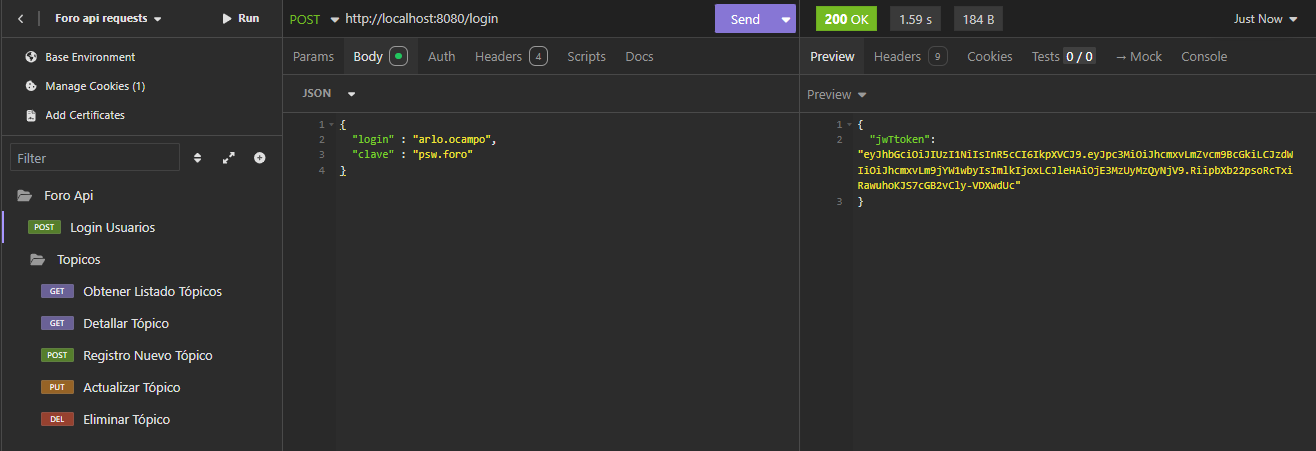 Foro api requests
Run
Base Environment
Manage Cookies (1)
Add Certificates
Filter
Foro Api
POST Login Usuarios
Topicos
GET Obtener Listado Tópicos
GET Detallar Tópico
POST Registro Nuevo Tópico
PUT Actualizar Tópico
DEL Eliminar Tópico
POST http://localhost:8080/login Send
Params Body Auth Headers 4 Scripts Docs
JSON
1 {
2 "login" : "arlo.ocampo",
3 "clave" : "psw.foro"
4 }
200 OK 1.59 s 184 B Just Now
Preview Headers 9 Cookies Tests 0 / 0 → Mock Console
Preview
1 {
2 "jwTtoken":
"eyJhbGciOiJIUzI1NiIsInR5cCI6IkpXVCJ9.eyJpc3MiOiJhcmxvLmZvcm9BcGkiLCJzdW
IiOiJhcmxvLm9jYW1wbyIsImlkIjoxLCJleHAiOjE3MzUyMzQyNjV9.RiipbXb22psoRcTxi
RawuhoKJS7cGB2vCly-VDXwdUc"
3 }